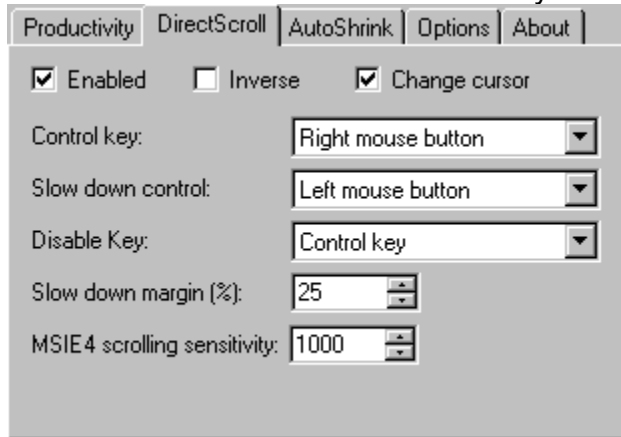 Productivity DirectScroll AutoShrink Options About
Enabled Inverse Change cursor
Control key: Right mouse button
Slow down control: Left mouse button
Disable Key: Control key
Slow down margin (%): 25
MSIE4 scrolling sensitivity: 1000